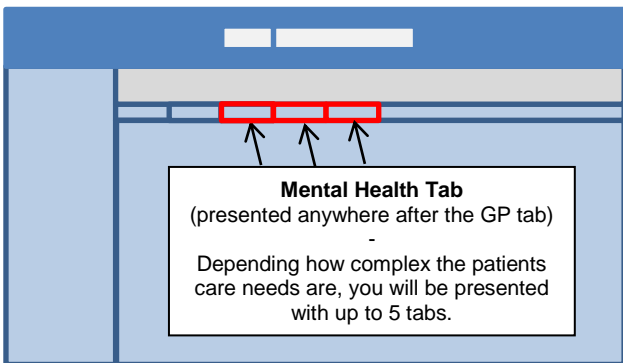 Mental Health Tab
(presented anywhere after the GP tab)
-
Depending how complex the patients
care needs are, you will be presented
with up to 5 tabs.